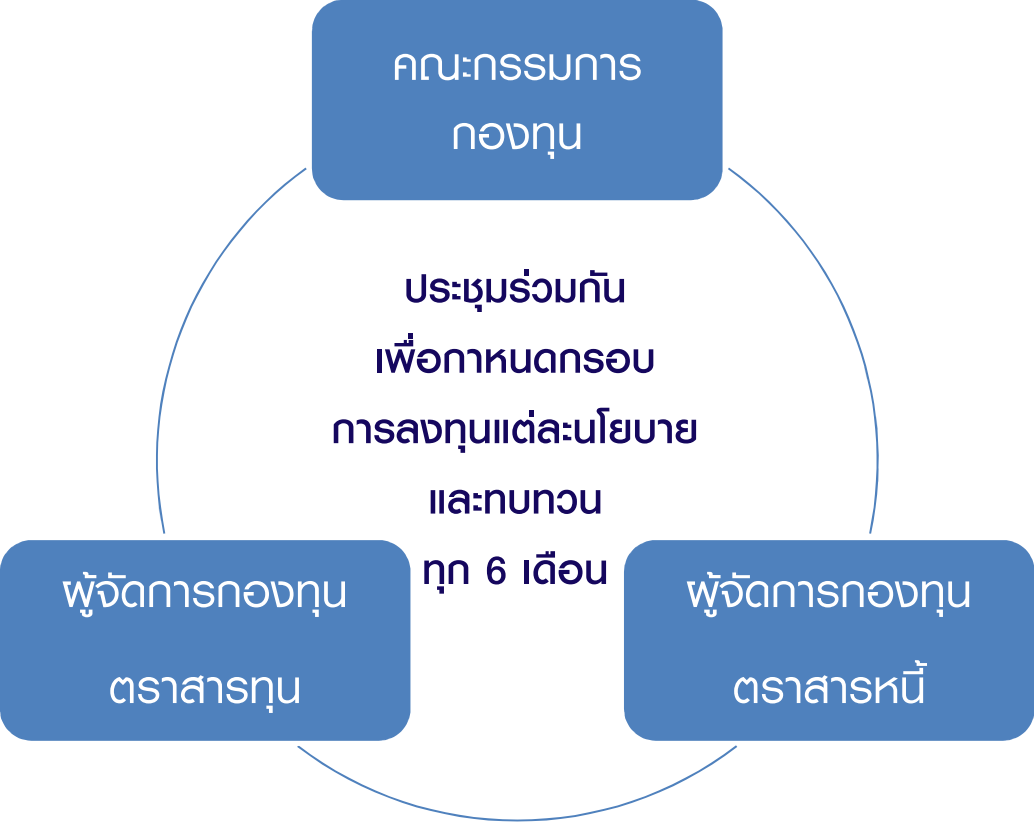 คณะกรรมการ
กองทุน
ประชุมร่วมกัน
เพื่อกาหนดกรอบ
การลงทุนแต่ละนโยบาย
และทบทวน
ทุก 6 เดือน
ผู้จัดการกองทุน
ตราสารทุน
ผู้จัดการกองทุน
ตราสารหนี้